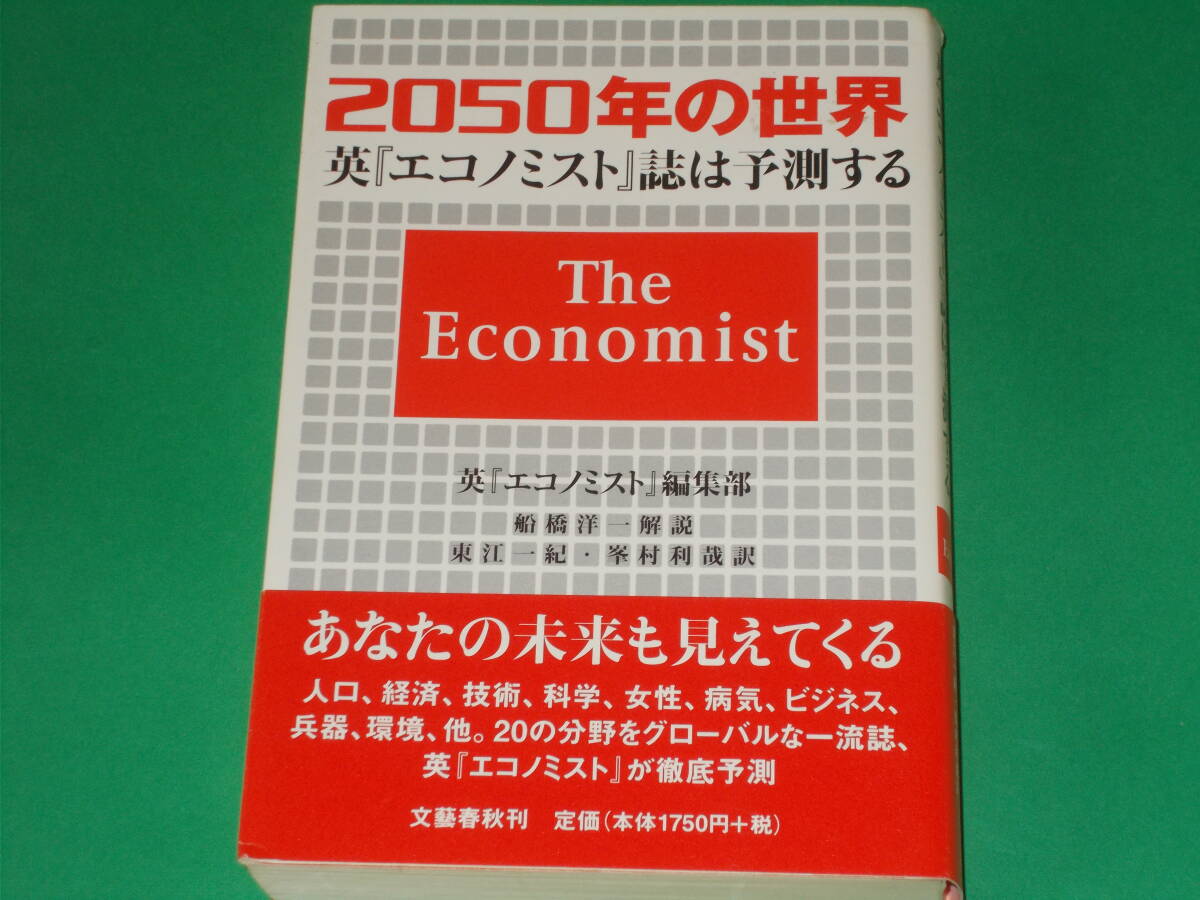 2050年の世界
英『エコノミスト』誌は予測する
The
Economist
英『エコノミスト』編集部
船橋洋一解説
東江一紀・峯村利哉訳
あなたの未来も見えてくる
人口、経済、技術、科学、女性、病気、ビジネス、
兵器、環境、他。20の分野をグローバルな一流誌、
英『エコノミスト』が徹底予測
文藝春秋刊 定価(本体1750円+税)